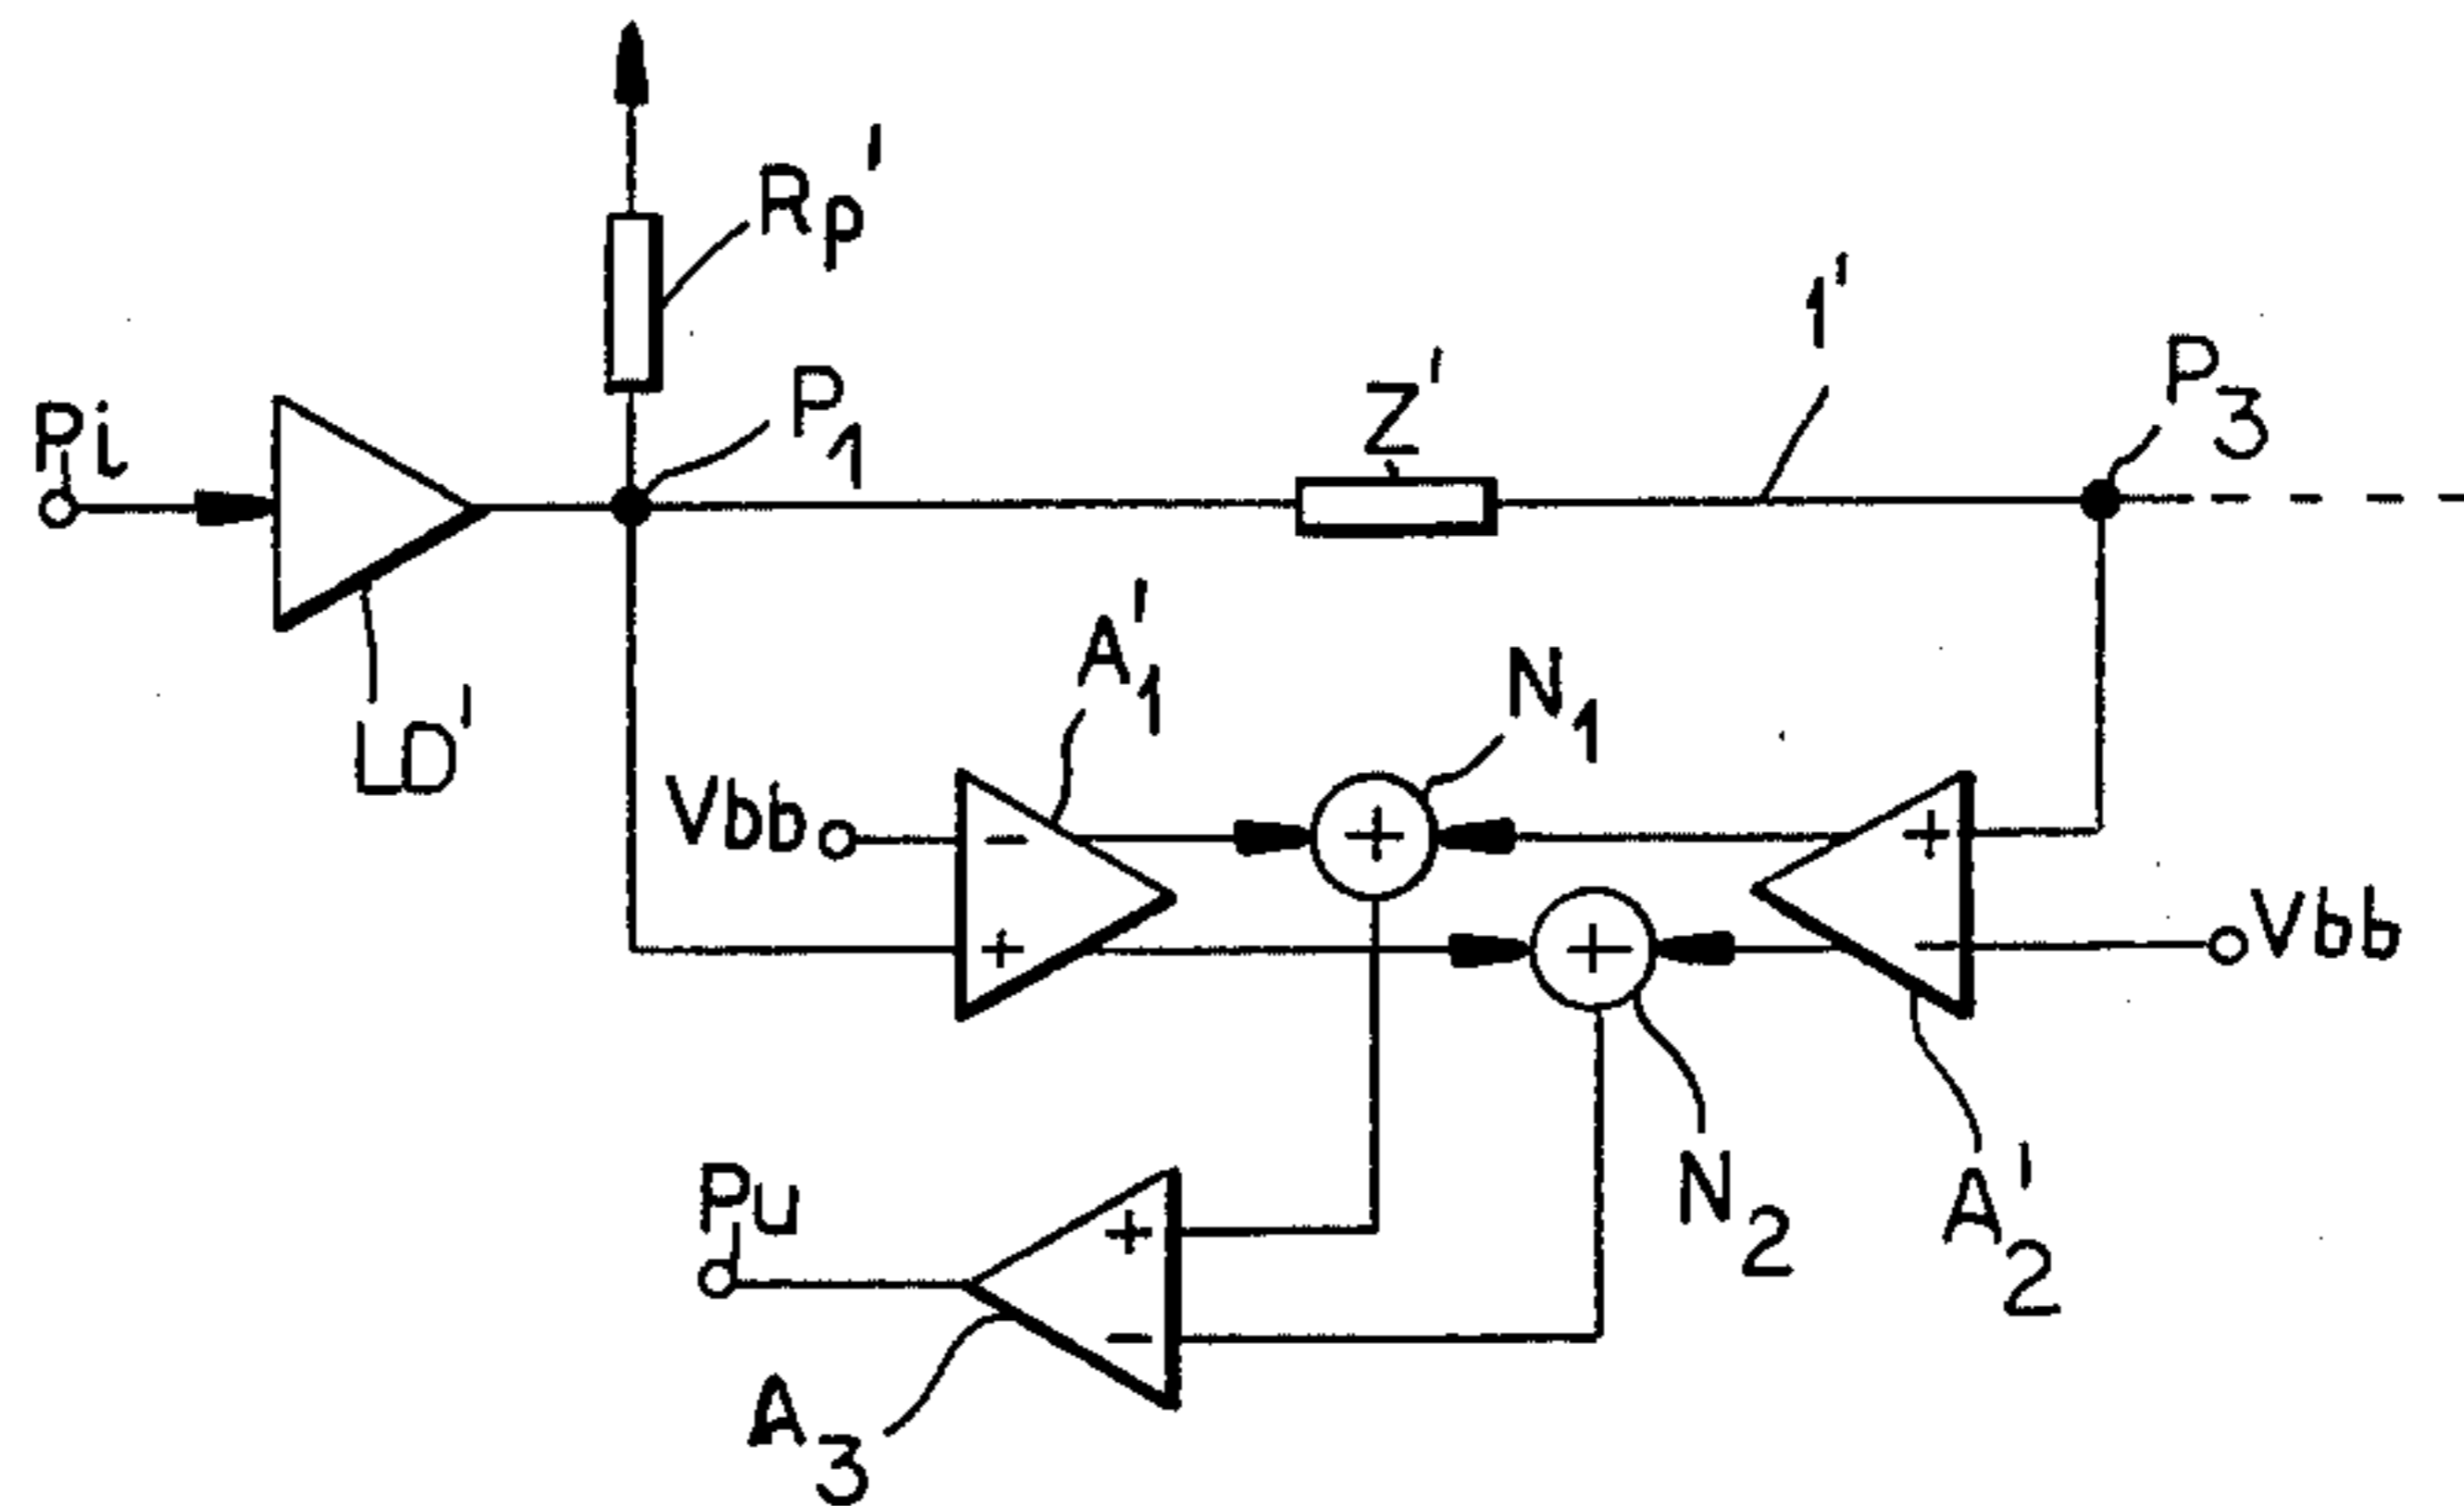 Rp'
1'
P3
Z'
P1
Pi
A'1
N1
LD'
Vbb
-
+
+
+
+
-
Vbb
N2
A'2
Pu
+
-
A3